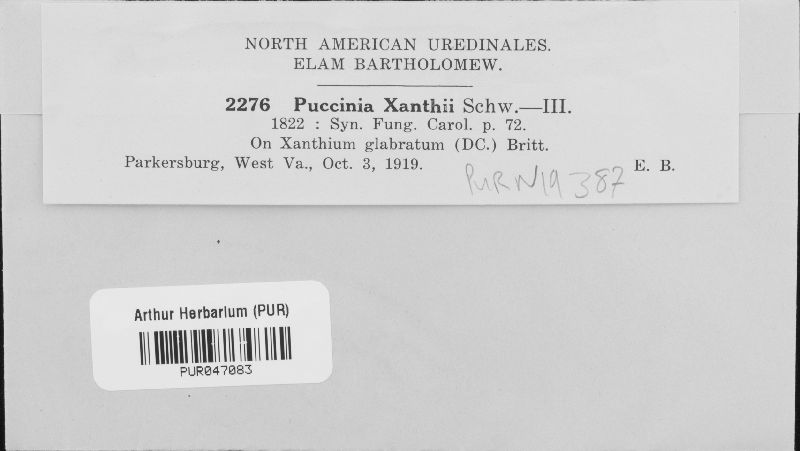 NORTH AMERICAN UREDINALES.
ELAM BARTHOLOMEW.
2276 Puccinia Xanthii Schw.—III.
1822 : Syn. Fung. Carol. p. 72.
On Xanthium glabratum (DC.) Britt.
Parkersburg, West Va., Oct. 3, 1919. E. B.
PUR N19387
Arthur Herbarium (PUR)
PUR047083